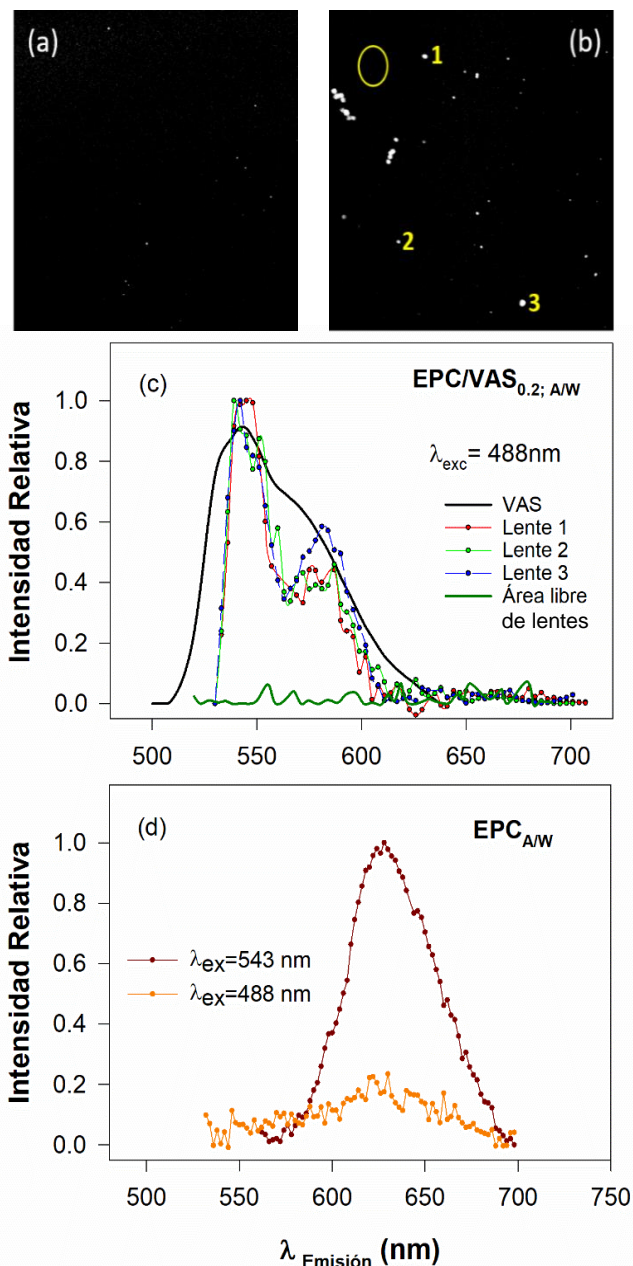 (a)
(b)
1
2
3
(c)
EPC/VAS0.2; A/W
λexc= 488nm
VAS
Lente 1
Lente 2
Lente 3
Área libre
de lentes
Intensidad Relativa
1.0
0.8
0.6
0.4
0.2
0.0
500 550 600 650 700
(d)
EPCA/W
λex=543 nm
λex=488 nm
Intensidad Relativa
1.0
0.8
0.6
0.4
0.2
0.0
500 550 600 650 700 750
λ Emisión (nm)